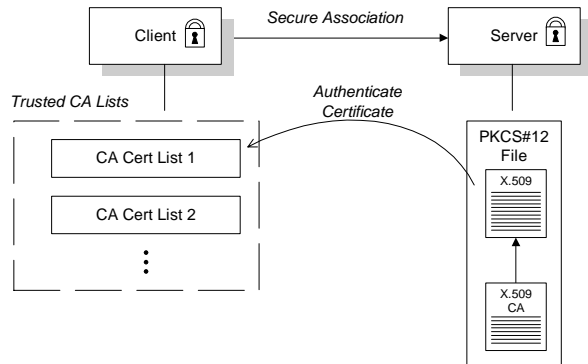 Secure Association
Client
Server
Trusted CA Lists
Authenticate
Certificate
CA Cert List 1
CA Cert List 2
PKCS#12
File
X.509
X.509
CA